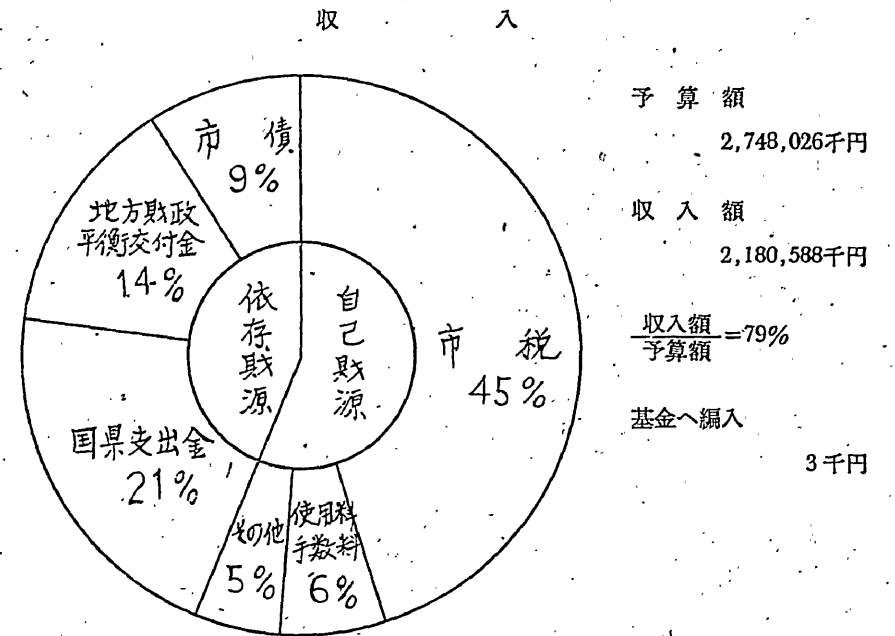 収入
市債
9%
地方財政
平衡交付金
14%
国県支出金
21%
その他
5%
使用料
手数料
6%
市税
45%
依存財源
自己財源
予算額
2,748,026千円
収入額
2,180,588千円
収入額
予算額
=79%
基金へ編入
3千円